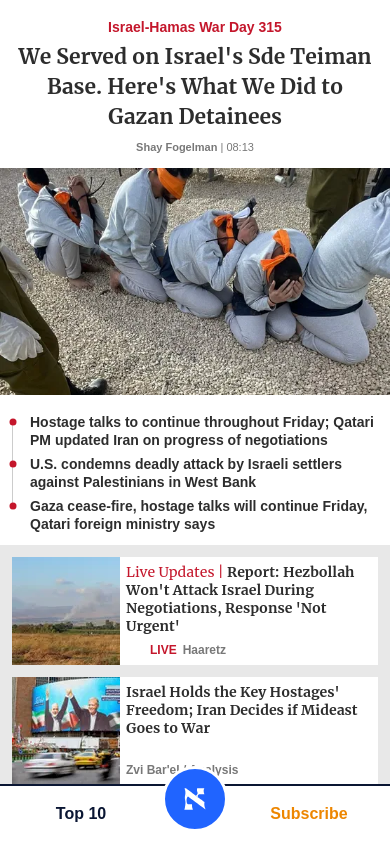 Israel-Hamas War Day 315
We Served on Israel's Sde Teiman
Base. Here's What We Did to
Gazan Detainees
Shay Fogelman | 08:13
Hostage talks to continue throughout Friday; Qatari
PM updated Iran on progress of negotiations
U.S. condemns deadly attack by Israeli settlers
against Palestinians in West Bank
Gaza cease-fire, hostage talks will continue Friday,
Qatari foreign ministry says
Live Updates | Report: Hezbollah
Won't Attack Israel During
Negotiations, Response 'Not
Urgent'
LIVE Haaretz
Israel Holds the Key Hostages'
Freedom; Iran Decides if Mideast
Goes to War
Zvi Bar'el
Top 10
Subscribe